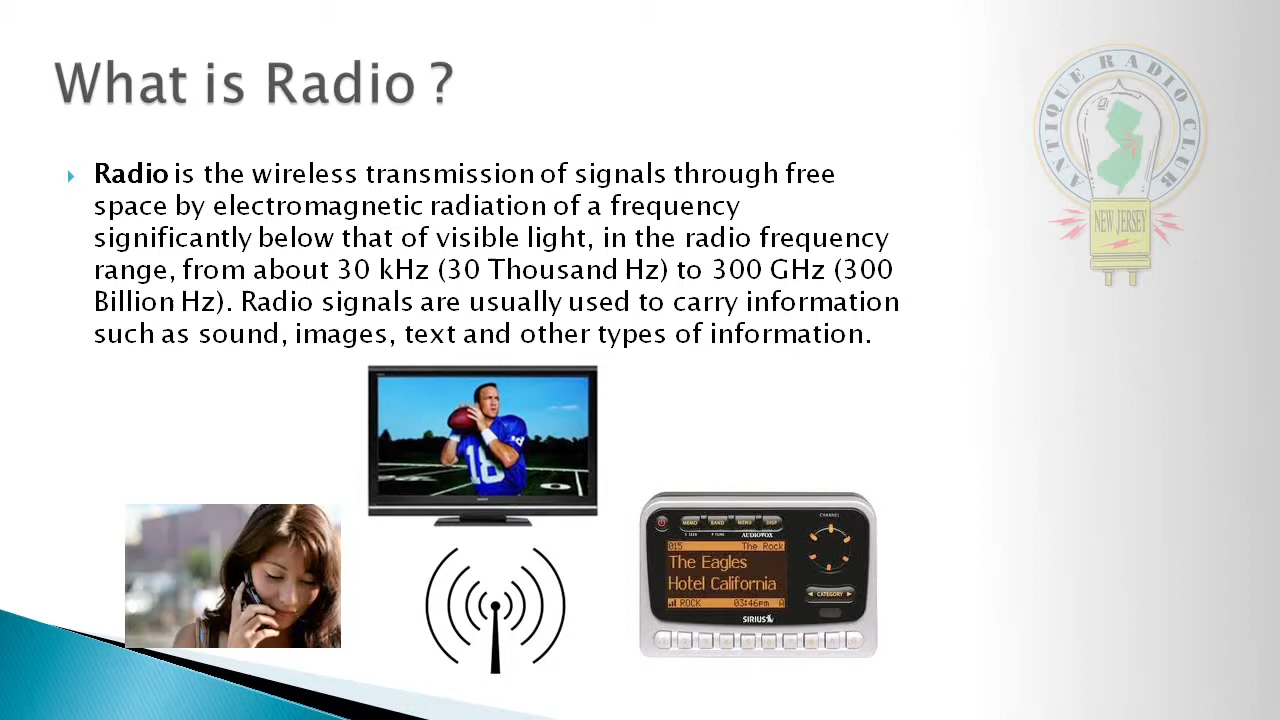 What is Radio ?
ANTIQUE RADIO CLUB
NEW JERSEY
Radio is the wireless transmission of signals through free
space by electromagnetic radiation of a frequency
significantly below that of visible light, in the radio frequency
range, from about 30 kHz (30 Thousand Hz) to 300 GHz (300
Billion Hz). Radio signals are usually used to carry information
such as sound, images, text and other types of information.
18
CHANNEL
MEMO BAND MENU DISP
AUDIOVOX
015 The Rock
The Eagles
Hotel California
ROCK 03:46pm A
CATEGORY
SIRIUS